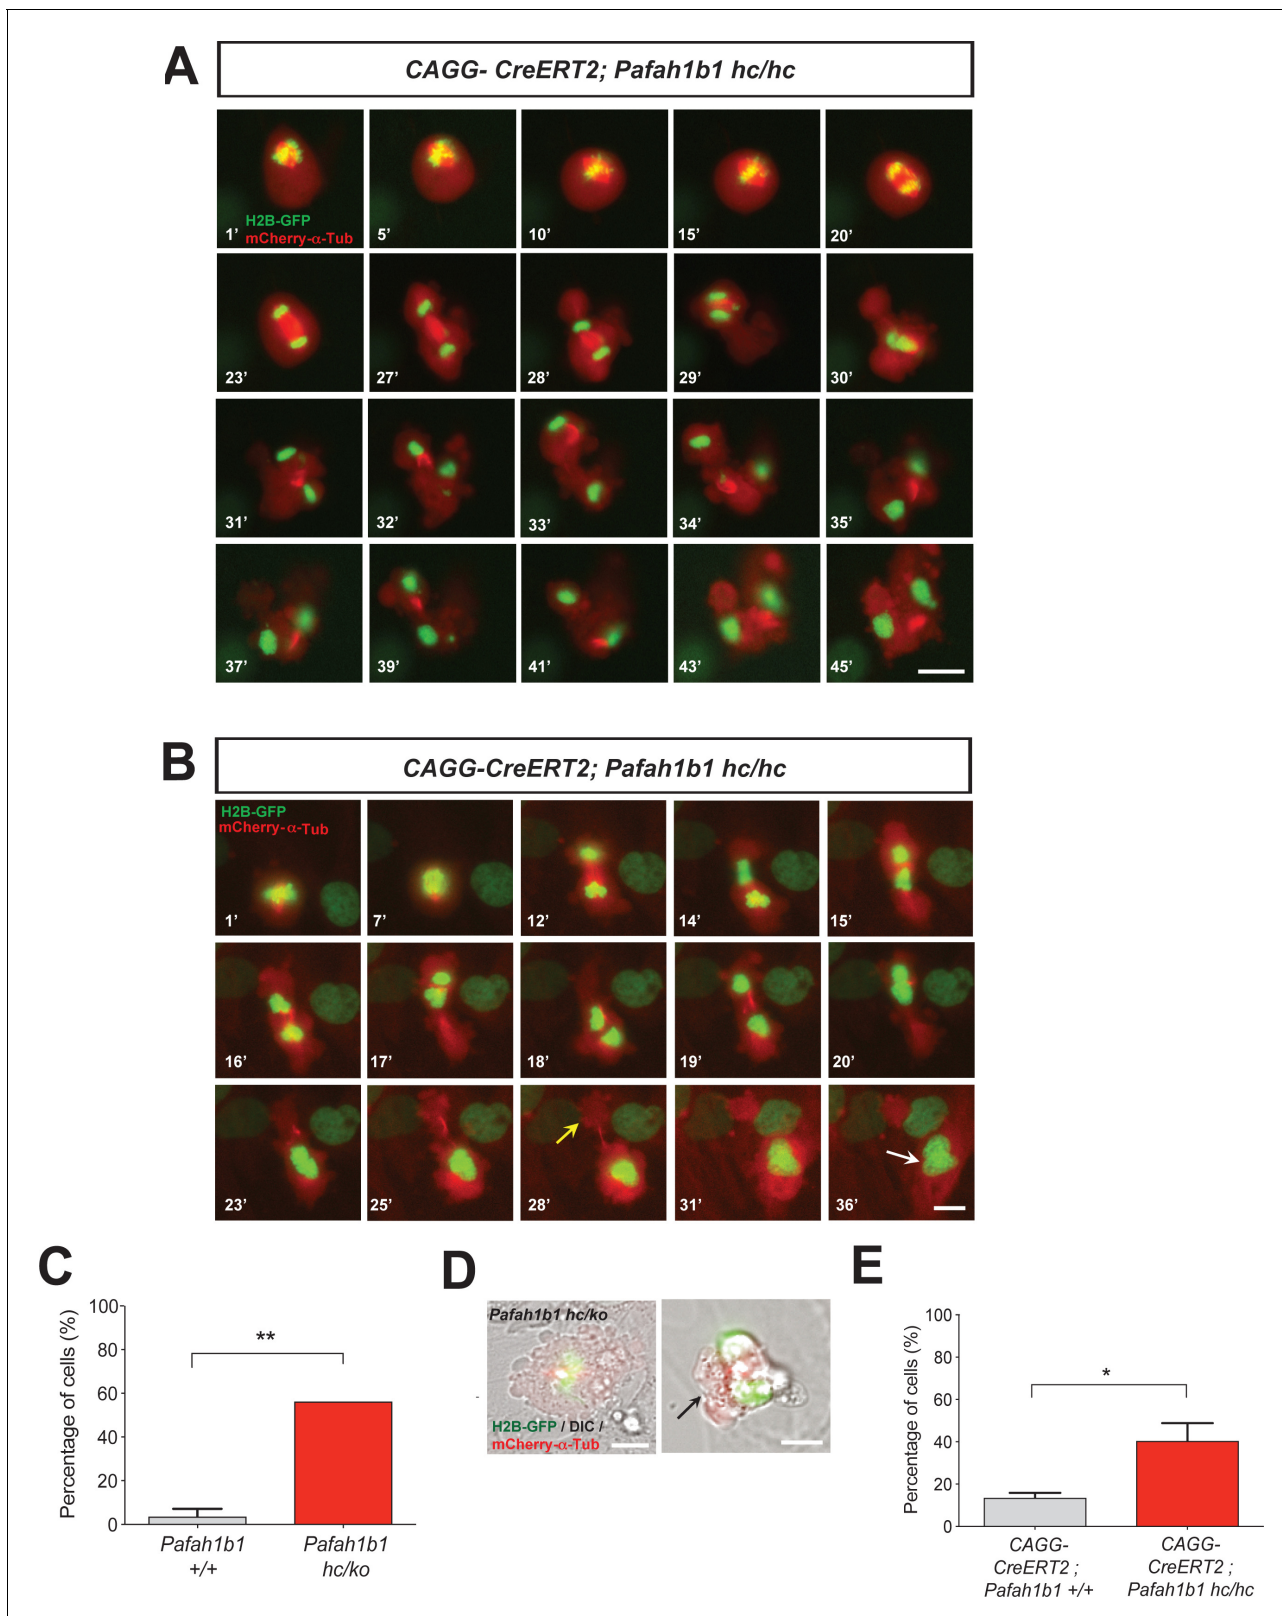 A
CAGG- CreERT2; Pafah1b1 hc/hc
H2B-GFP
mCherry-α-Tub
1’ 5’ 10’ 15’ 20’
23’ 27’ 28’ 29’ 30’
31’ 32’ 33’ 34’ 35’
37’ 39’ 41’ 43’ 45’
B
CAGG-CreERT2; Pafah1b1 hc/hc
H2B-GFP
mCherry-α-Tub
1’ 7’ 12’ 14’ 15’
16’ 17’ 18’ 19’ 20’
23’ 25’ 28’ 31’ 36’
C
Percentage of cells (%)
100
80
60
40
20
0
**
Pafah1b1
+/+
Pafah1b1
hc/ko
D
Pafah1b1 hc/ko
H2B-GFP / DIC /
mCherry-α-Tub
E
Percentage of cells (%)
100
80
60
40
20
0
*
CAGG-
CreERT2 ;
Pafah1b1 +/+
CAGG-
CreERT2 ;
Pafah1b1 hc/hc